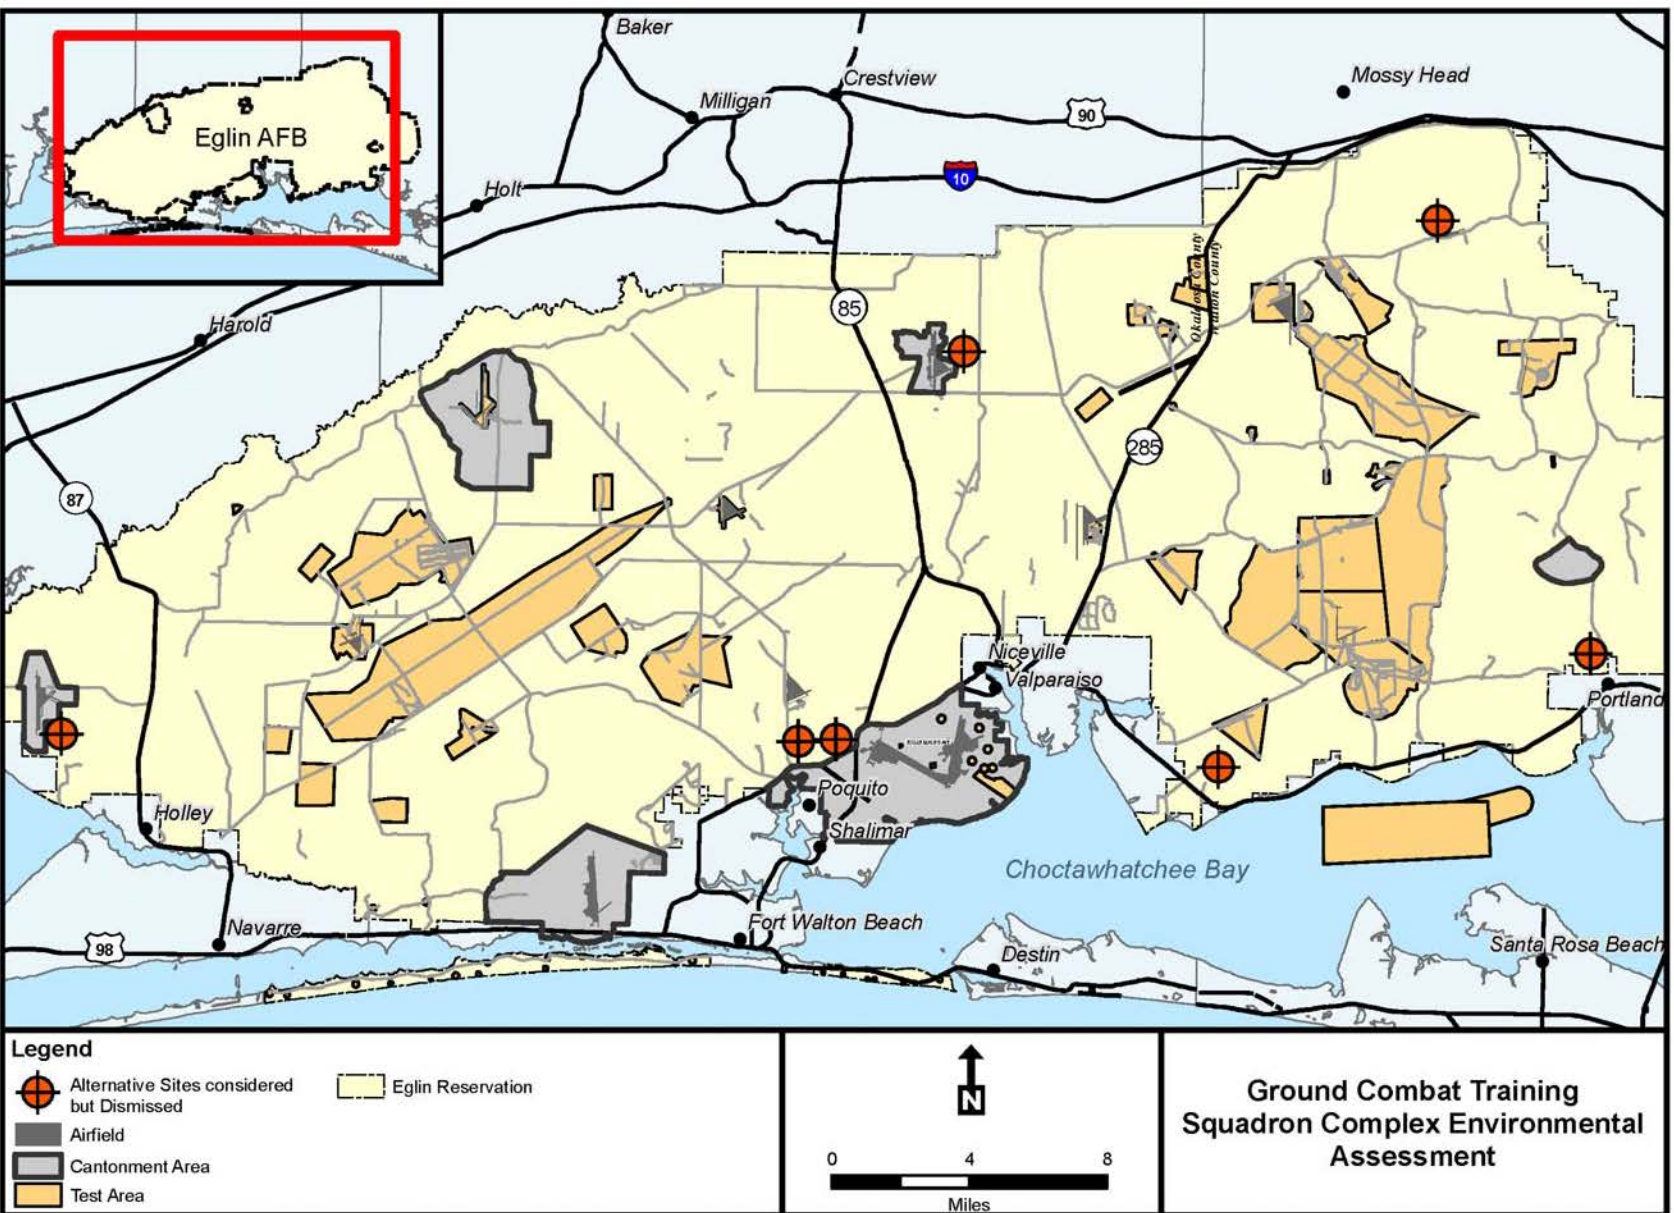 Eglin AFB
Baker
Crestview
Mossy Head
Milligan
90
10
Holt
Okaloosa County
Walton County
85
Harold
285
87
Niceville
Valparaiso
Portland
Poquito
Holley
Shalimar
Choctawhatchee Bay
Navarre
Fort Walton Beach
98
Destin
Santa Rosa Beach
Legend
Alternative Sites considered
but Dismissed
Eglin Reservation
Airfield
Cantonment Area
Test Area
N
0 4 8
Miles
Ground Combat Training
Squadron Complex Environmental
Assessment